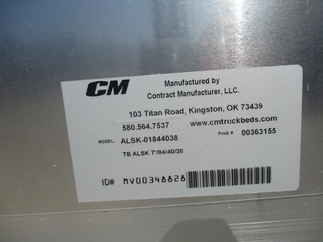 CM
Manufactured by
Contract Manufacturer, LLC.
103 Titan Road, Kingston, OK 73439
580.564.7537 www.cmtruckbeds.com
MODEL: ALSK-01844038 Prod # 00363155
TB ALSK 7'/84/40/38
ID# MV00348828